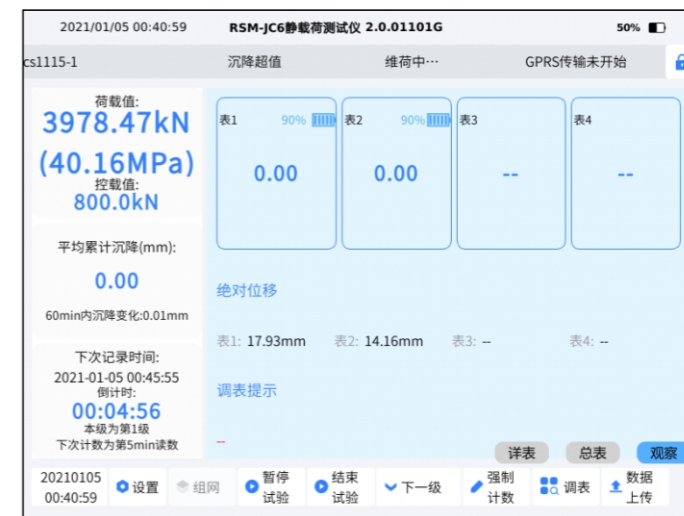 2021/01/05 00:40:59 RSM-JC6静载荷测试仪 2.0.01101G 50%
cs1115-1 沉降超值 维荷中… GPRS传输未开始
荷载值:
3978.47kN
(40.16MPa)
控载值:
800.0kN
平均累计沉降(mm):
0.00
60min内沉降变化:0.01mm
下次记录时间:
2021-01-05 00:45:55
倒计时:
00:04:56
本级为第1级
下次计数为第5min读数
表1 90% 表2 90% 表3 表4
0.00 0.00 -- --
绝对位移
表1: 17.93mm 表2: 14.16mm 表3: -- 表4: --
调表提示
--
详表 总表 观察
20210105
00:40:59
设置
组网
暂停
试验
结束
试验
下一级
强制
计数
调表
数据
上传